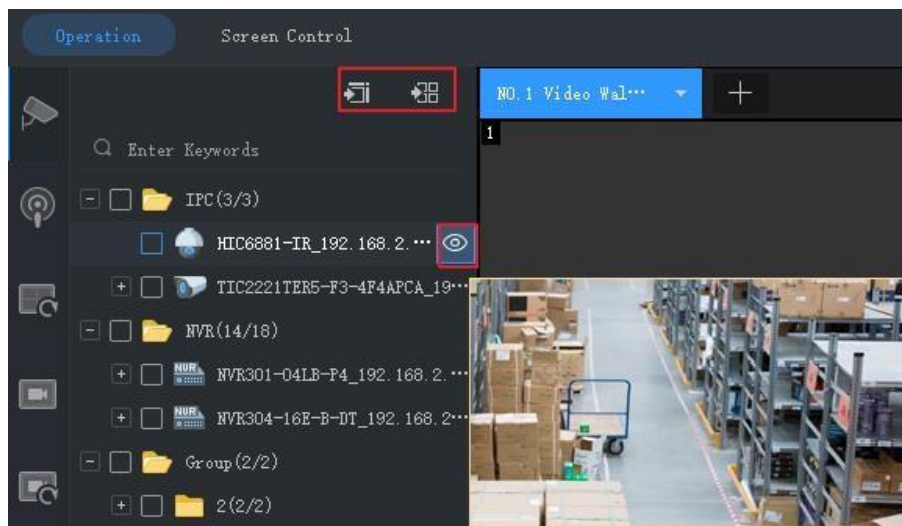 Operation Screen Control
NO.1 Video Wal...
1
Enter Keywords
IPC(3/3)
HIC6881-IR_192.168.2....
TIC2221TER5-F3-4F4APCA_19...
NVR(14/18)
NVR NVR301-04LB-P4_192.168.2....
NVR NVR304-16E-B-DT_192.168.2...
Group(2/2)
2(2/2)